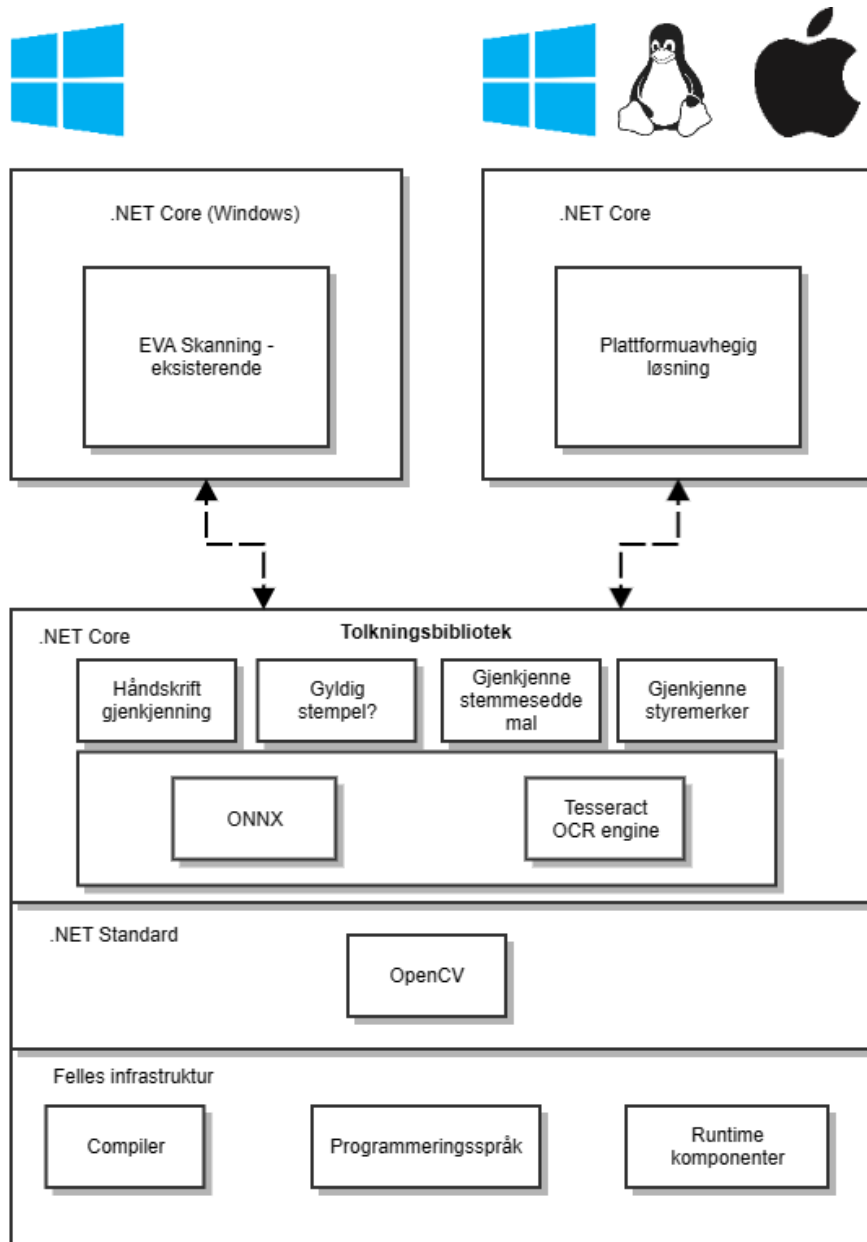 .NET Core (Windows)
EVA Skanning -
eksisterende
.NET Core
Plattformuavhegig
løsning
.NET Core
Tolkningsbibliotek
Håndskrift
gjenkjenning
Gyldig
stempel?
Gjenkjenne
stemmesedde
mal
Gjenkjenne
styremerker
ONNX
Tesseract
OCR engine
.NET Standard
OpenCV
Felles infrastruktur
Compiler
Programmeringsspråk
Runtime
komponenter